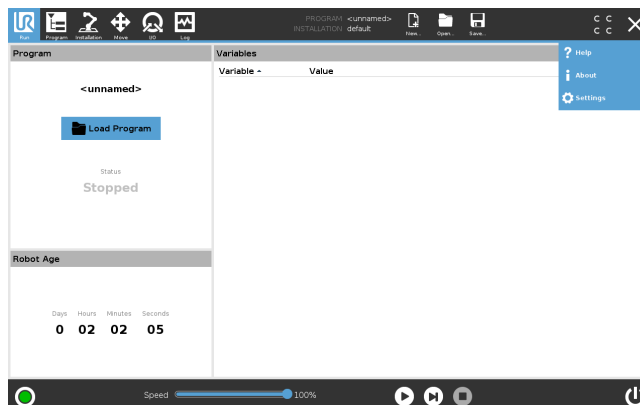 UR
Run
Program
Installation
Move
I/O
Log
PROGRAM <unnamed>
INSTALLATION default
New...
Open...
Save...
C C
C C
Program
Variables
Variable
Value
? Help
i About
Settings
<unnamed>
Load Program
Status
Stopped
Robot Age
Days Hours Minutes Seconds
0 02 02 05
Speed
100%